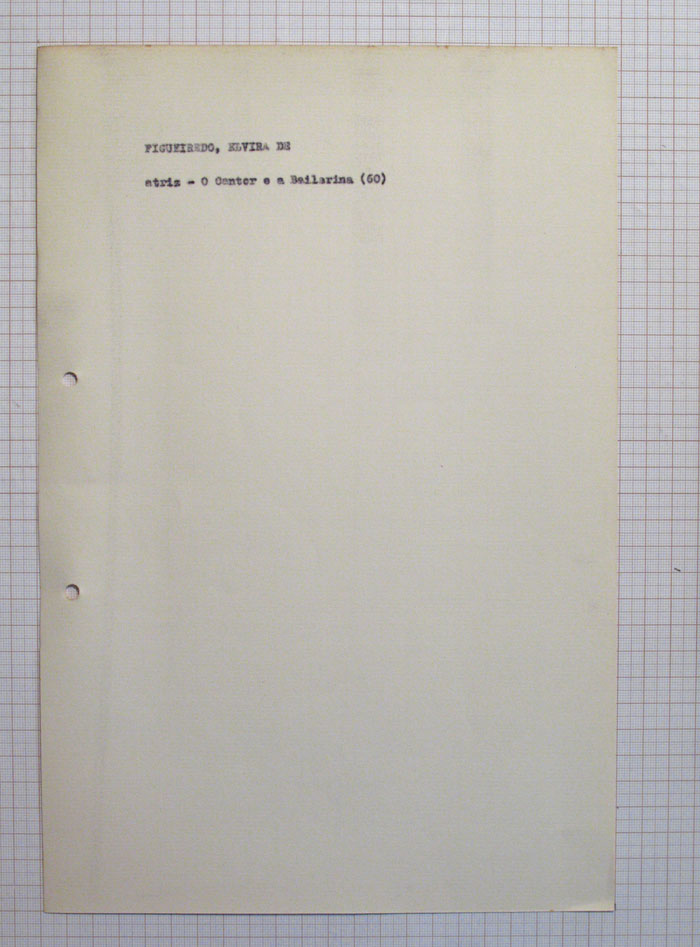 FIGUEIREDO, ELVIRA DE
atriz - O Cantor e a Bailarina (60)